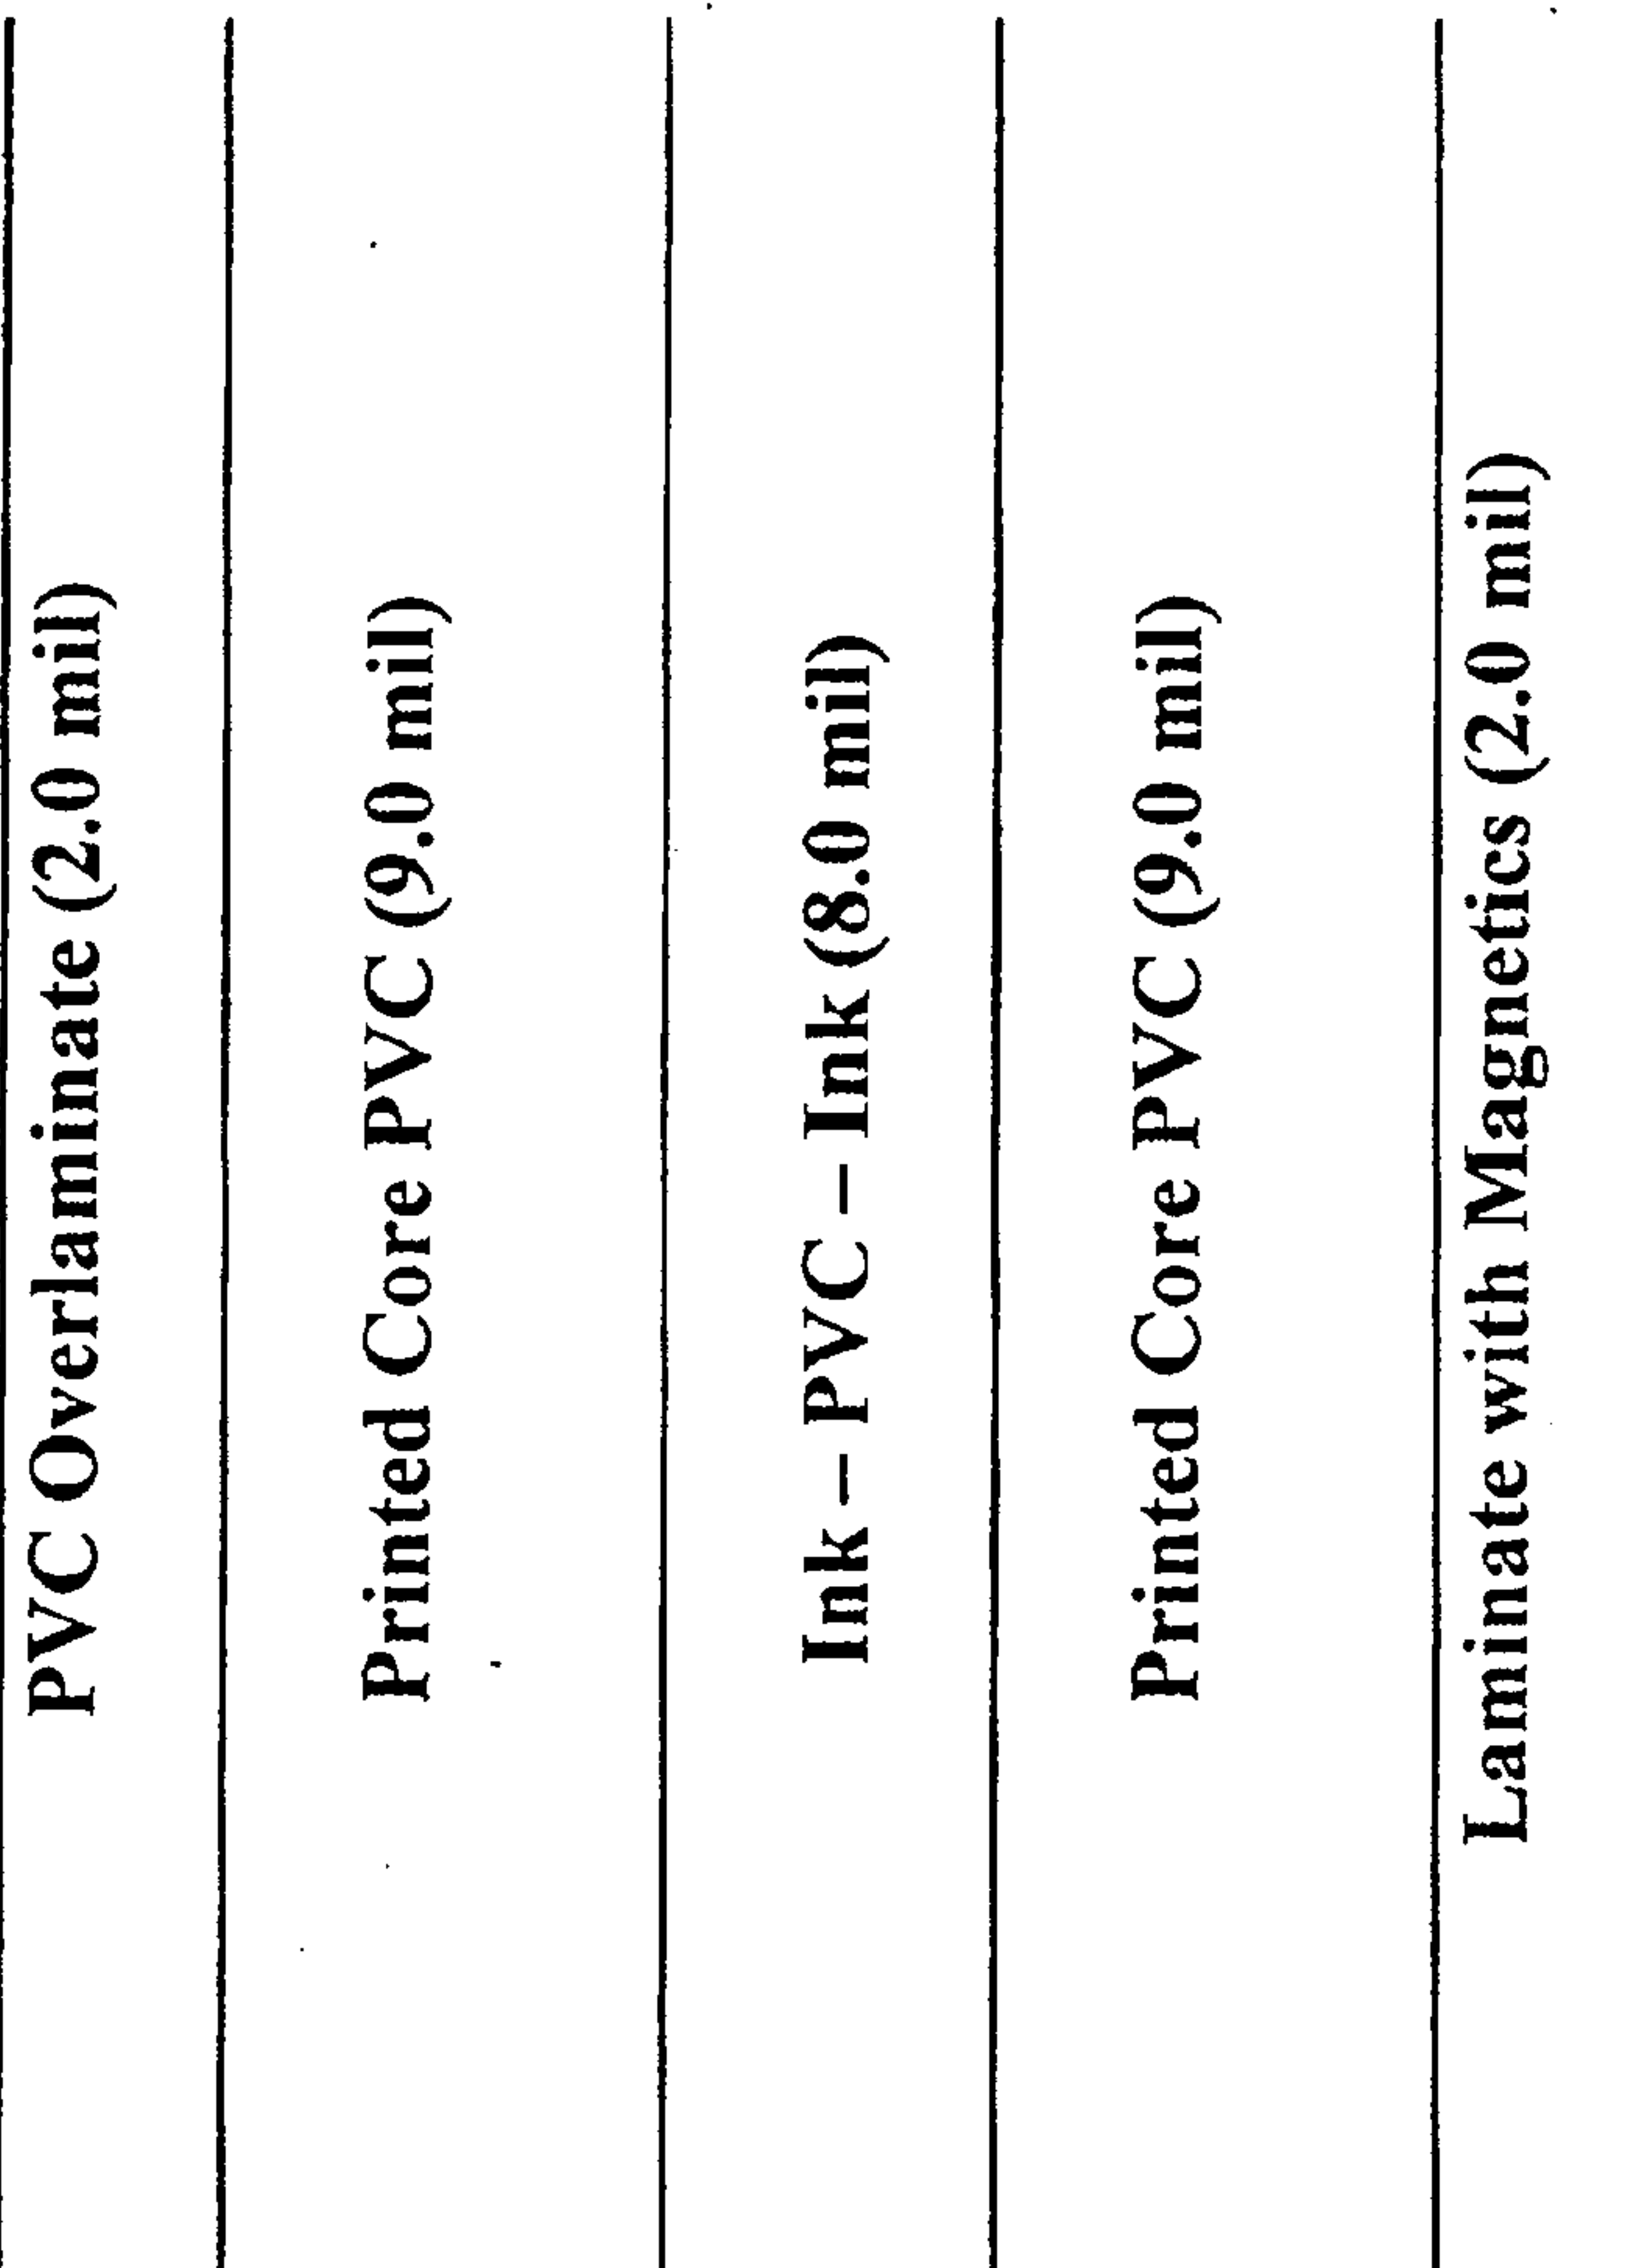 PVC Overlaminate (2.0 mil)
Printed Core PVC (9.0 mil)
Ink – PVC – Ink (8.0 mil)
Printed Core PVC (9.0 mil)
Laminate with Magnetics (2.0 mil)